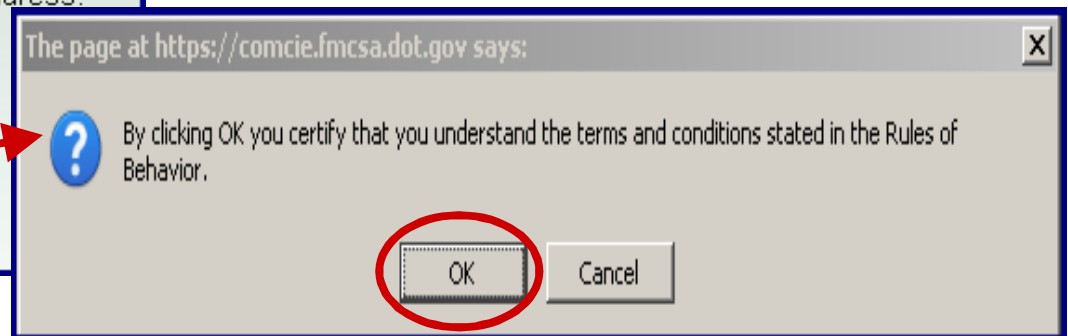 The page at https://comcie.fmcsa.dot.gov says:
X
? By clicking OK you certify that you understand the terms and conditions stated in the Rules of
Behavior.
OK Cancel